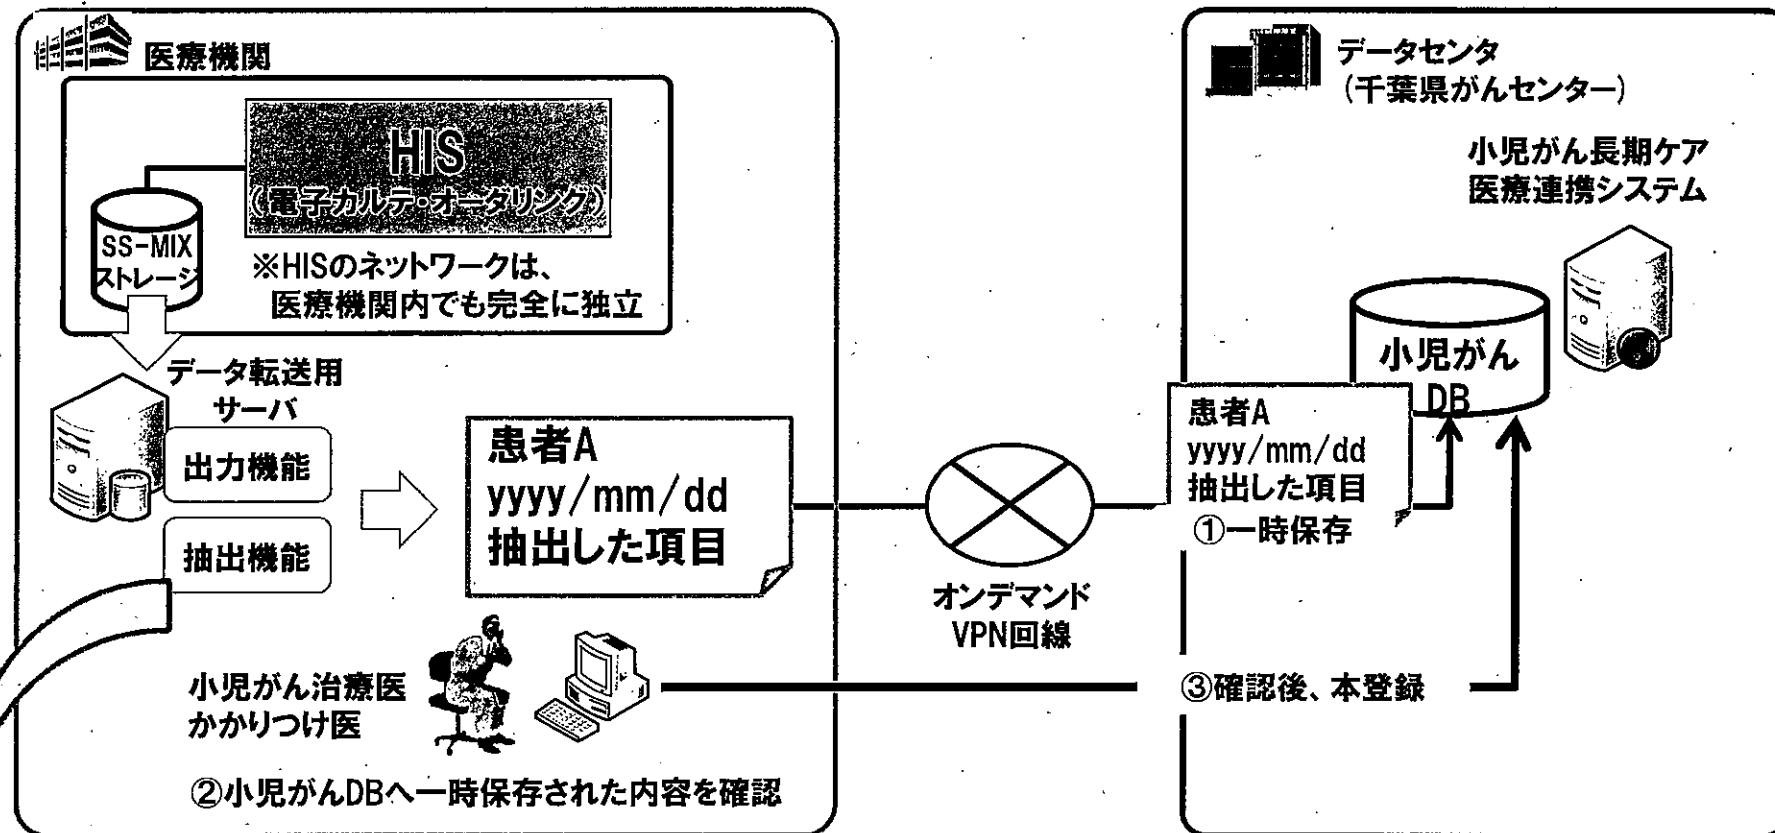 医療機関
HIS
(電子カルテ・オーダリング)
SS-MIX
ストレージ
※HISのネットワークは、
医療機関内でも完全に独立
データ転送用
サーバ
出力機能
抽出機能
患者A
yyyy/mm/dd
抽出した項目
小児がん治療医
かかりつけ医
②小児がんDBへ一時保存された内容を確認
オンデマンド
VPN回線
データセンタ
(千葉県がんセンター)
小児がん長期ケア
医療連携システム
小児がん
DB
患者A
yyyy/mm/dd
抽出した項目
①一時保存
③確認後、本登録